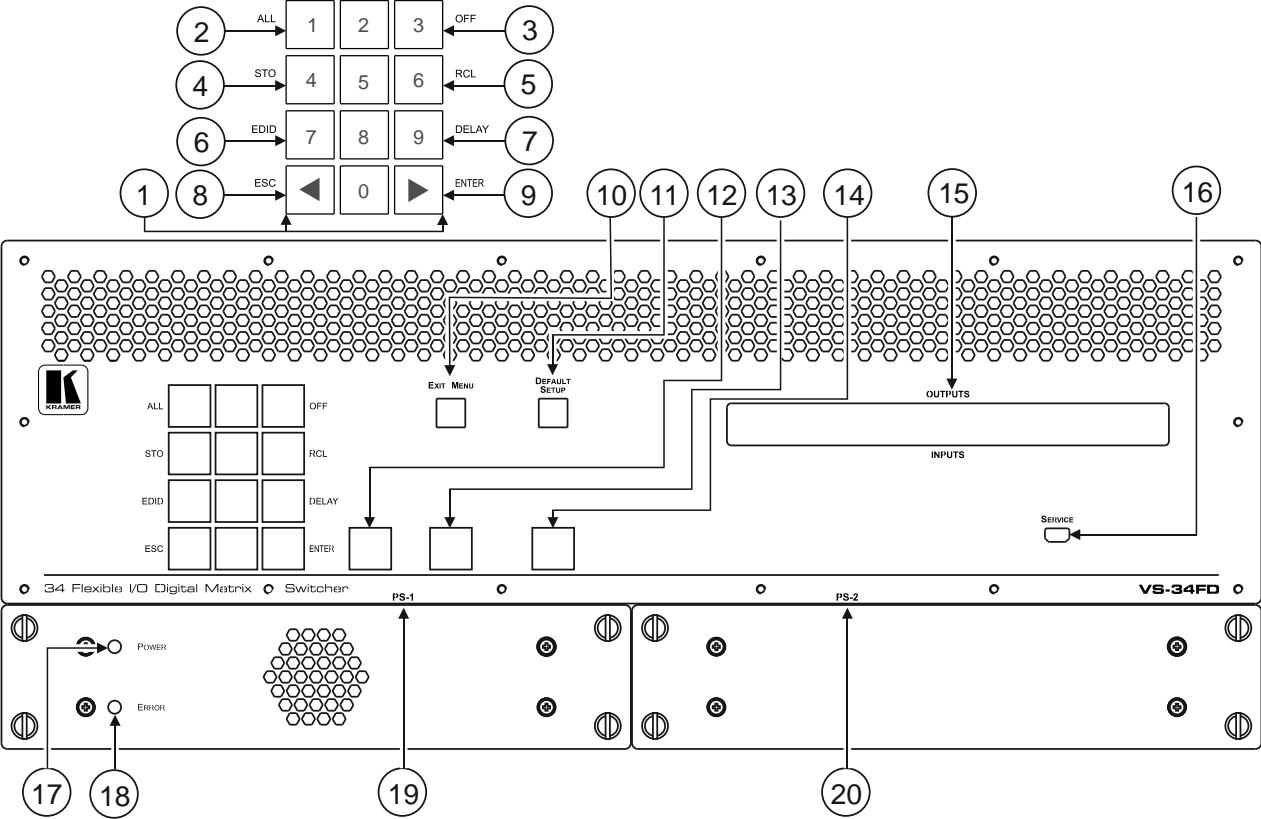 2 ALL 1 2 3 OFF 3
4 STO 4 5 6 RCL 5
6 EDID 7 8 9 DELAY 7
1 8 ESC 0 ENTER 9
10 11 12 13 14 15 16
K
KRAMER
EXIT MENU
DEFAULT
SETUP
OUTPUTS
INPUTS
ALL OFF
STO RCL
EDID DELAY
ESC ENTER
SERVICE
34 Flexible I/O Digital Matrix Switcher
VS-34FD
PS-1
PS-2
POWER
ERROR
17 18 19 20